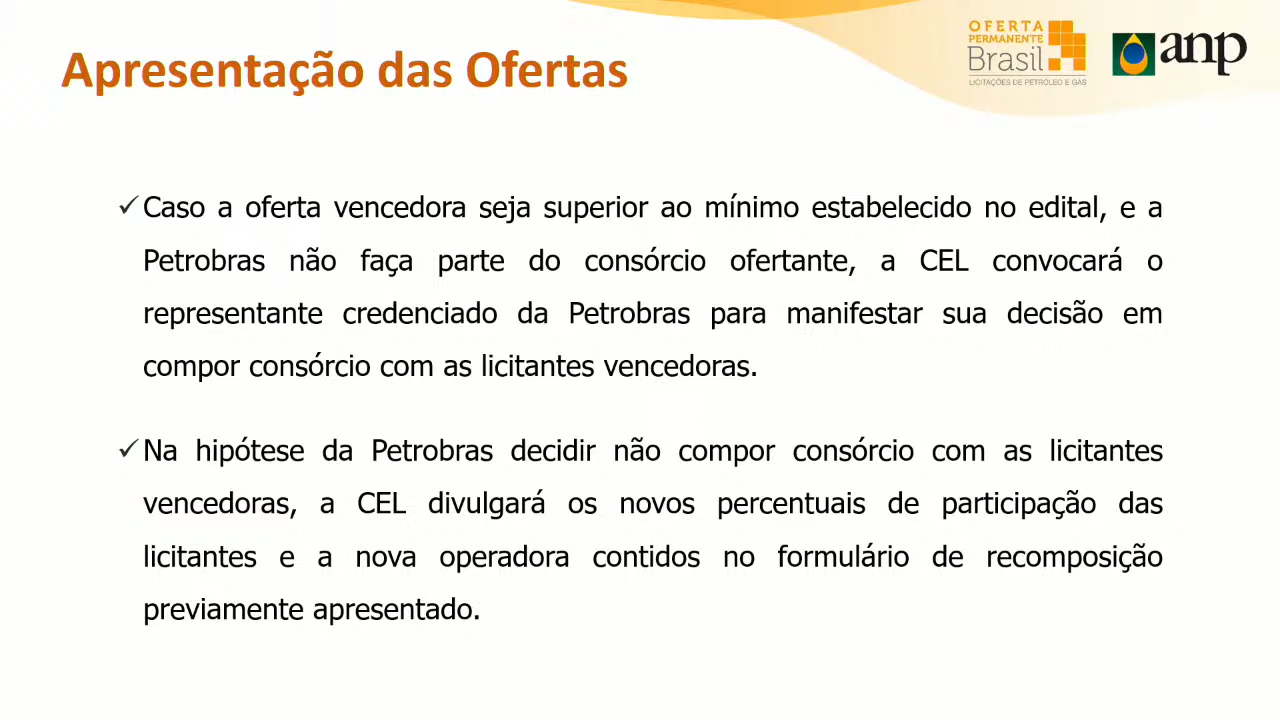 Apresentação das Ofertas
OFERTA
PERMANENTE
Brasil
LICITAÇÕES DE PETRÓLEO E GÁS
anp
Caso a oferta vencedora seja superior ao mínimo estabelecido no edital, e a
Petrobras não faça parte do consórcio ofertante, a CEL convocará o
representante credenciado da Petrobras para manifestar sua decisão em
compor consórcio com as licitantes vencedoras.
Na hipótese da Petrobras decidir não compor consórcio com as licitantes
vencedoras, a CEL divulgará os novos percentuais de participação das
licitantes e a nova operadora contidos no formulário de recomposição
previamente apresentado.